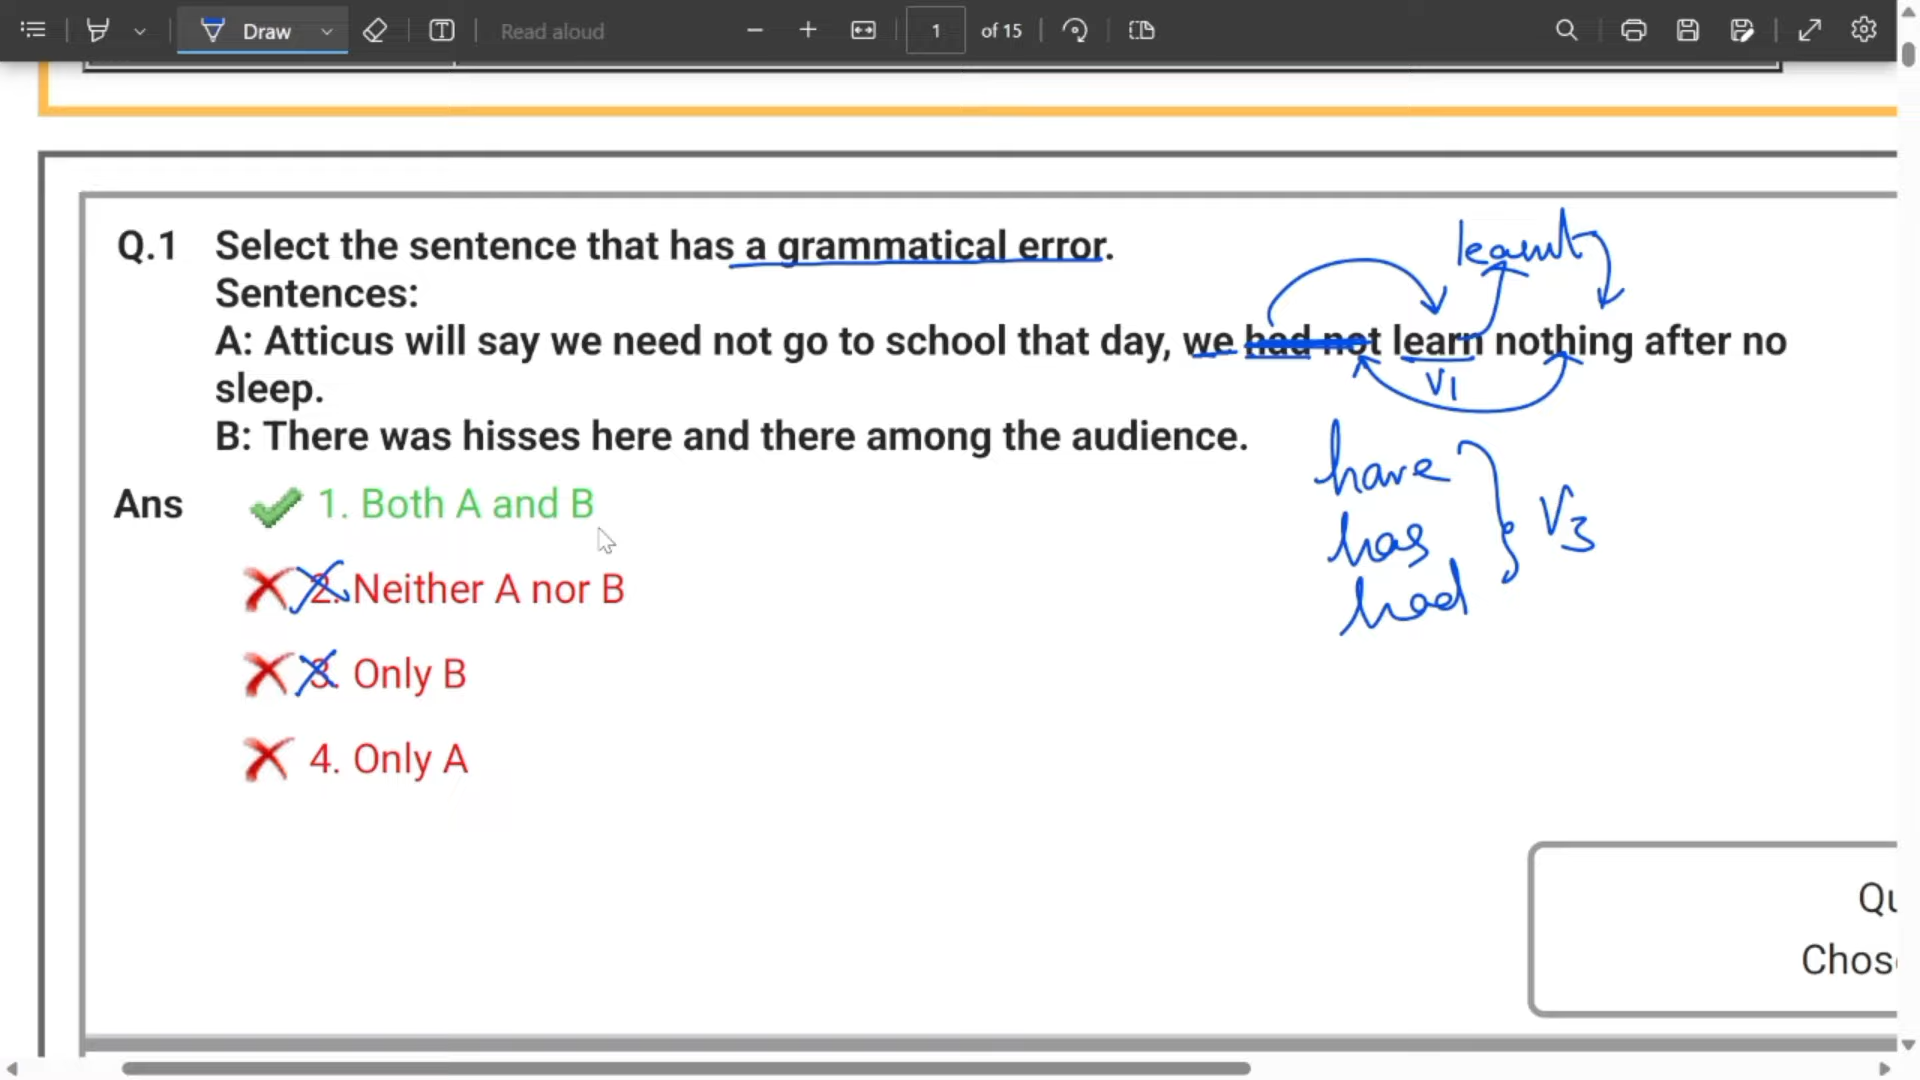 Draw
Read aloud
1 of 15
Q.1 Select the sentence that has a grammatical error.
Sentences:
learnt
A: Atticus will say we need not go to school that day, we had not learn nothing after no
sleep.
V1
B: There was hisses here and there among the audience.
have
has
had
V3
Ans 1. Both A and B
2. Neither A nor B
3. Only B
4. Only A